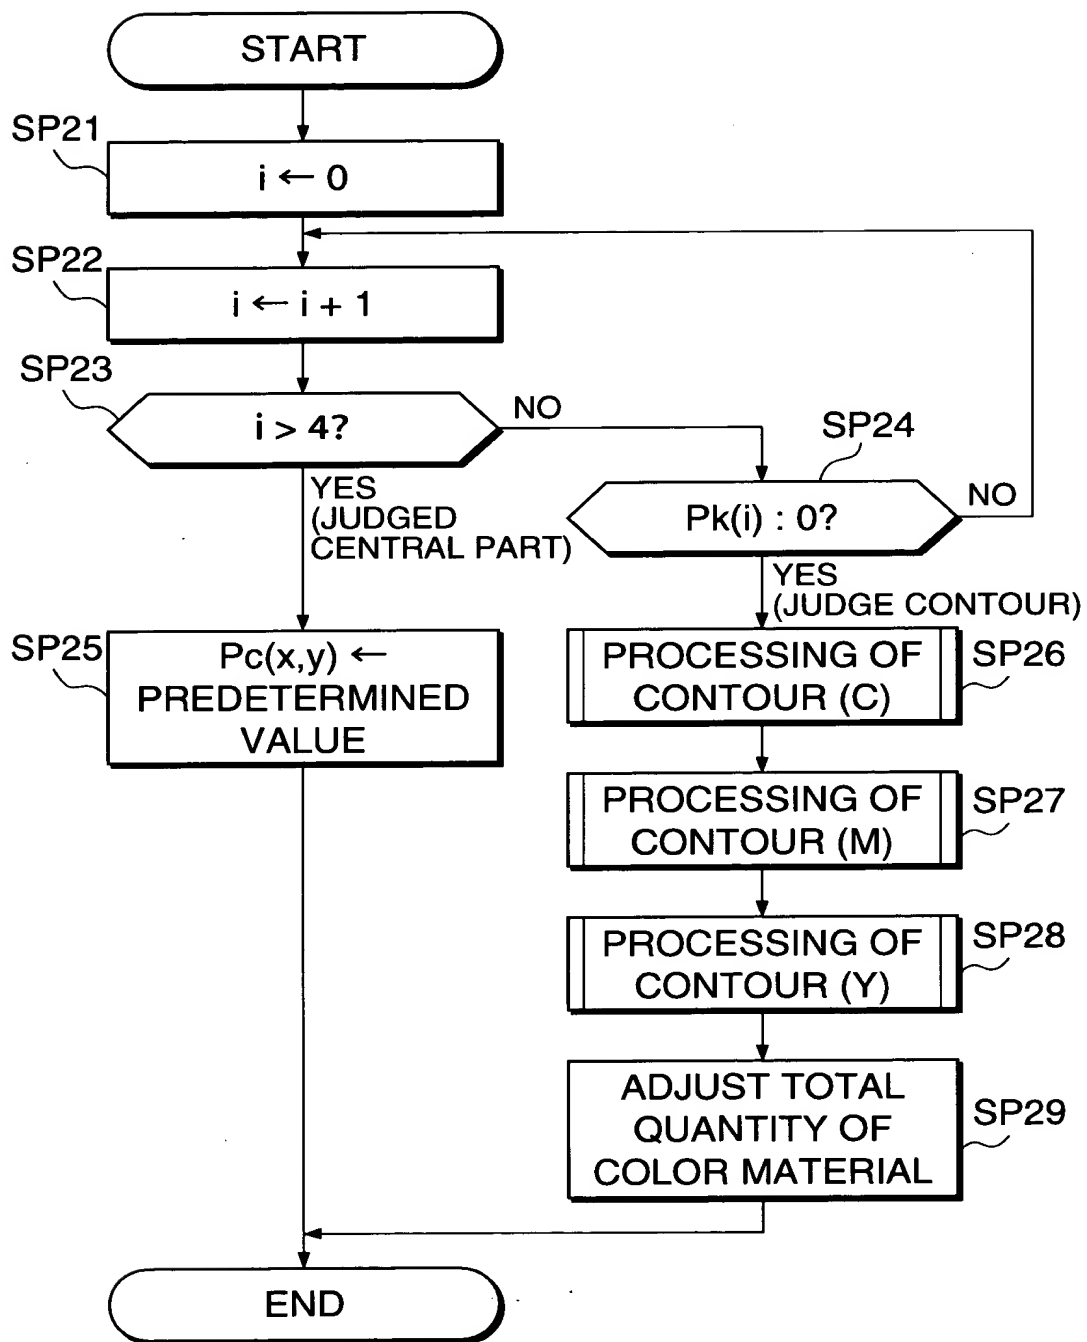 START
SP21
i ← 0
SP22
i ← i + 1
SP23
i > 4?
NO
YES
(JUDGED
CENTRAL PART)
SP24
Pk(i) : 0?
NO
YES
(JUDGE CONTOUR)
SP25
Pc(x,y) ←
PREDETERMINED
VALUE
PROCESSING OF
CONTOUR (C)
SP26
PROCESSING OF
CONTOUR (M)
SP27
PROCESSING OF
CONTOUR (Y)
SP28
ADJUST TOTAL
QUANTITY OF
COLOR MATERIAL
SP29
END